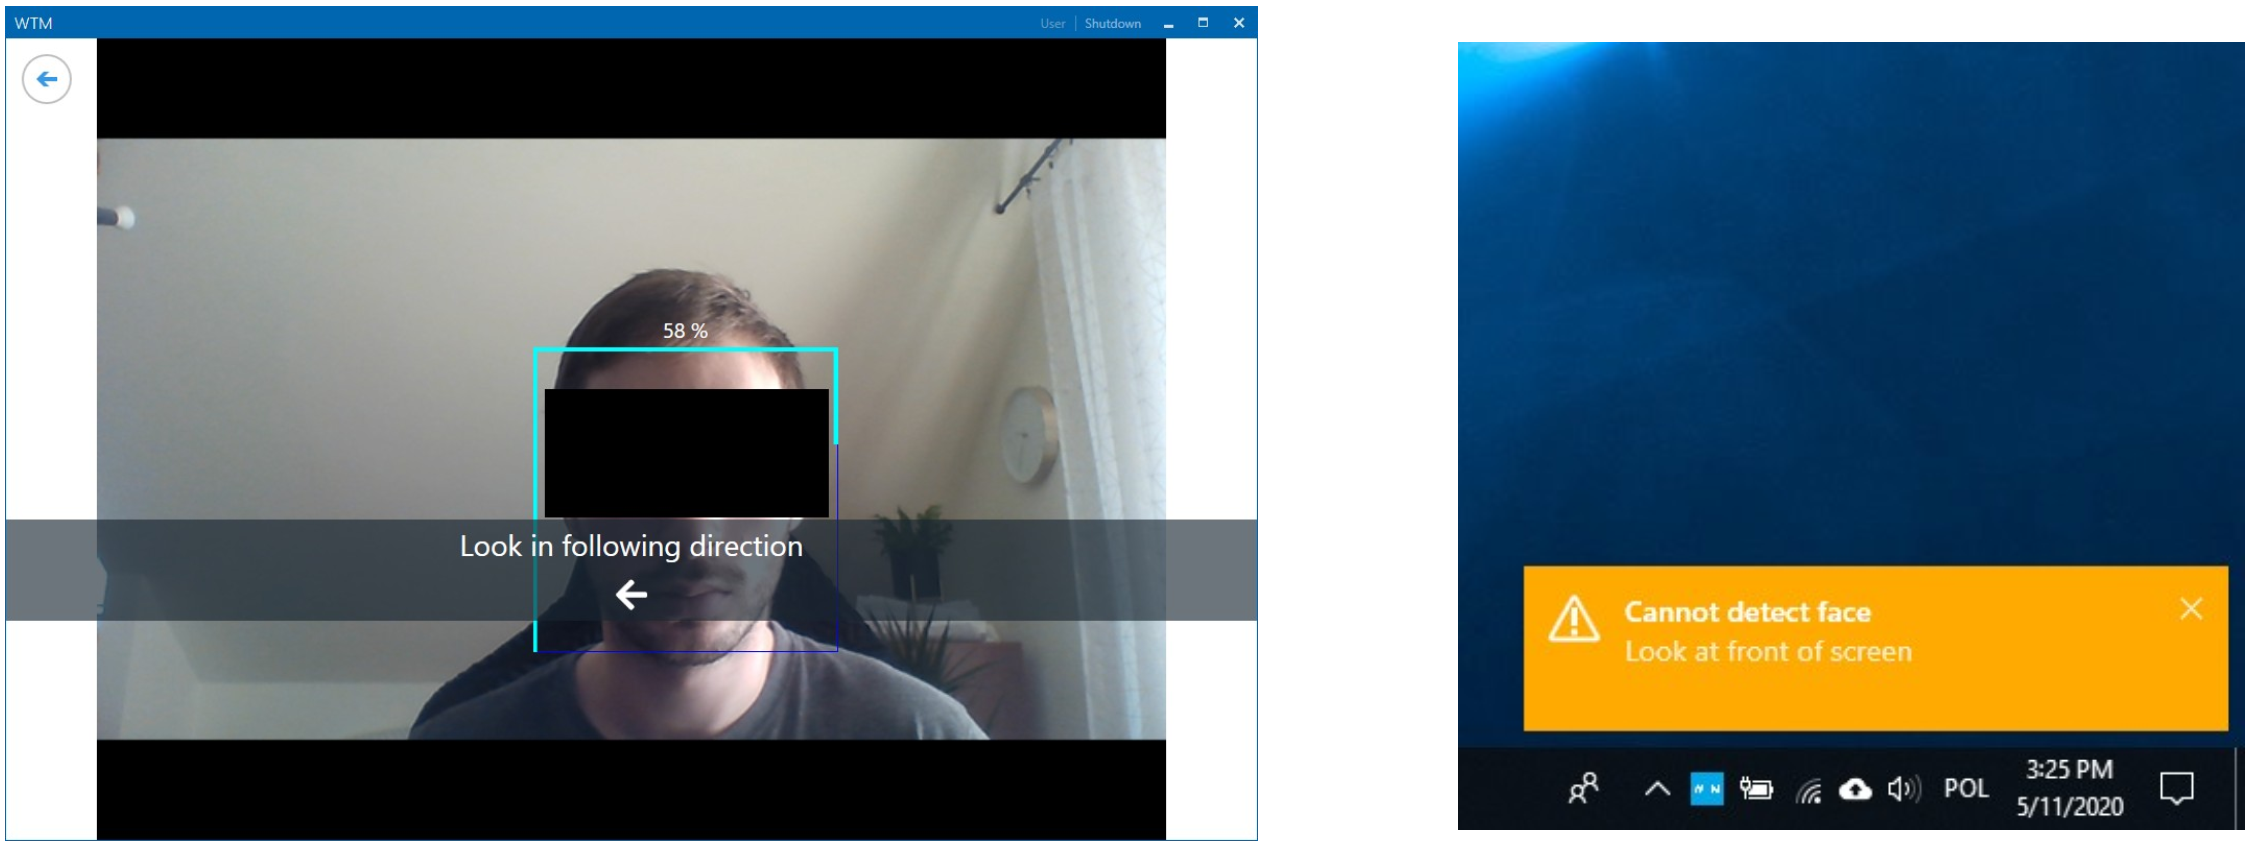 WTM
User | Shutdown
58 %
Look in following direction
Cannot detect face
Look at front of screen
POL
3:25 PM
5/11/2020